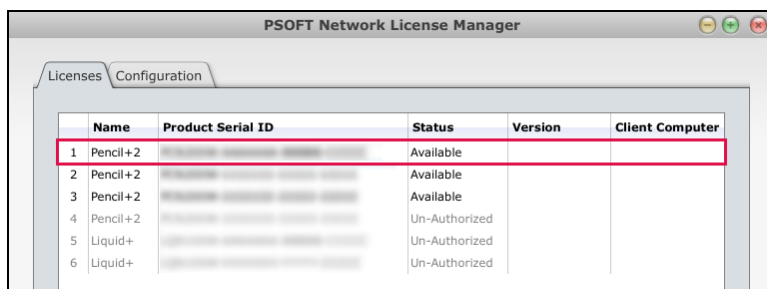 PSOFT Network License Manager
Licenses Configuration
Name Product Serial ID Status Version Client Computer
1 Pencil+2 Available
2 Pencil+2 Available
3 Pencil+2 Available
4 Pencil+2 Un-Authorized
5 Liquid+ Un-Authorized
6 Liquid+ Un-Authorized